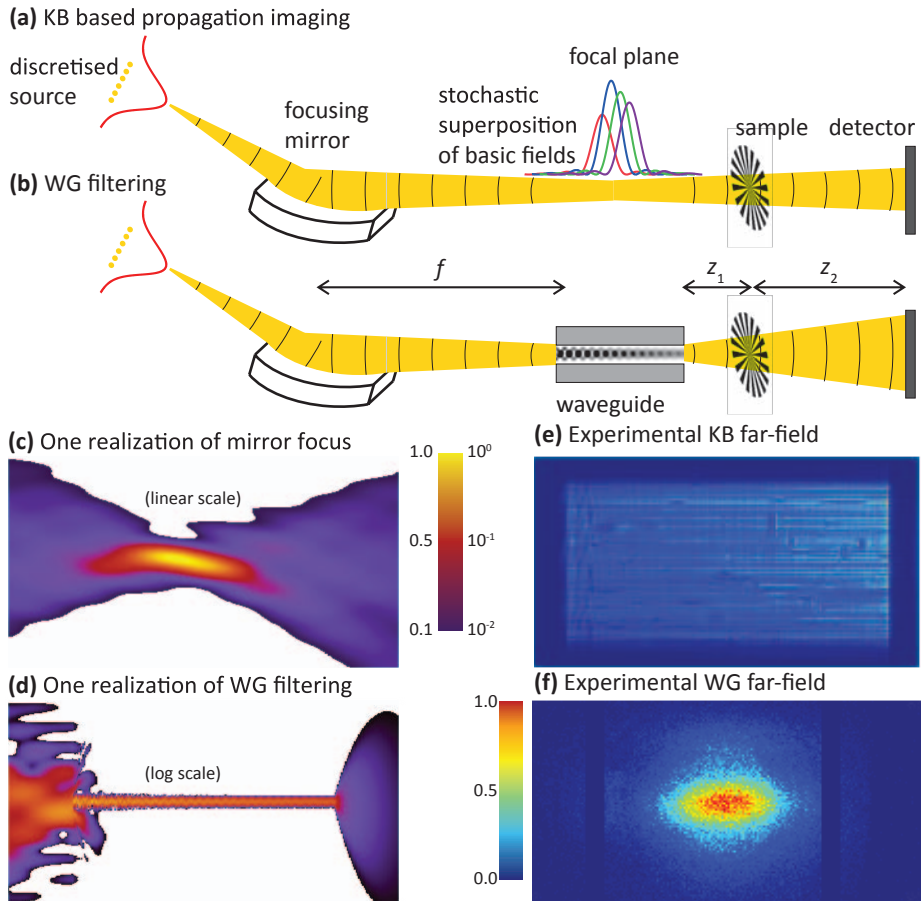 (a) KB based propagation imaging
discretised
source
focusing
mirror
focal plane
stochastic
superposition
of basic fields
sample
detector
(b) WG filtering
f
z1
z2
waveguide
(c) One realization of mirror focus
(linear scale)
1.0
10⁰
0.5
10⁻¹
0.1
10⁻²
(e) Experimental KB far-field
(d) One realization of WG filtering
(log scale)
1.0
0.5
0.0
(f) Experimental WG far-field